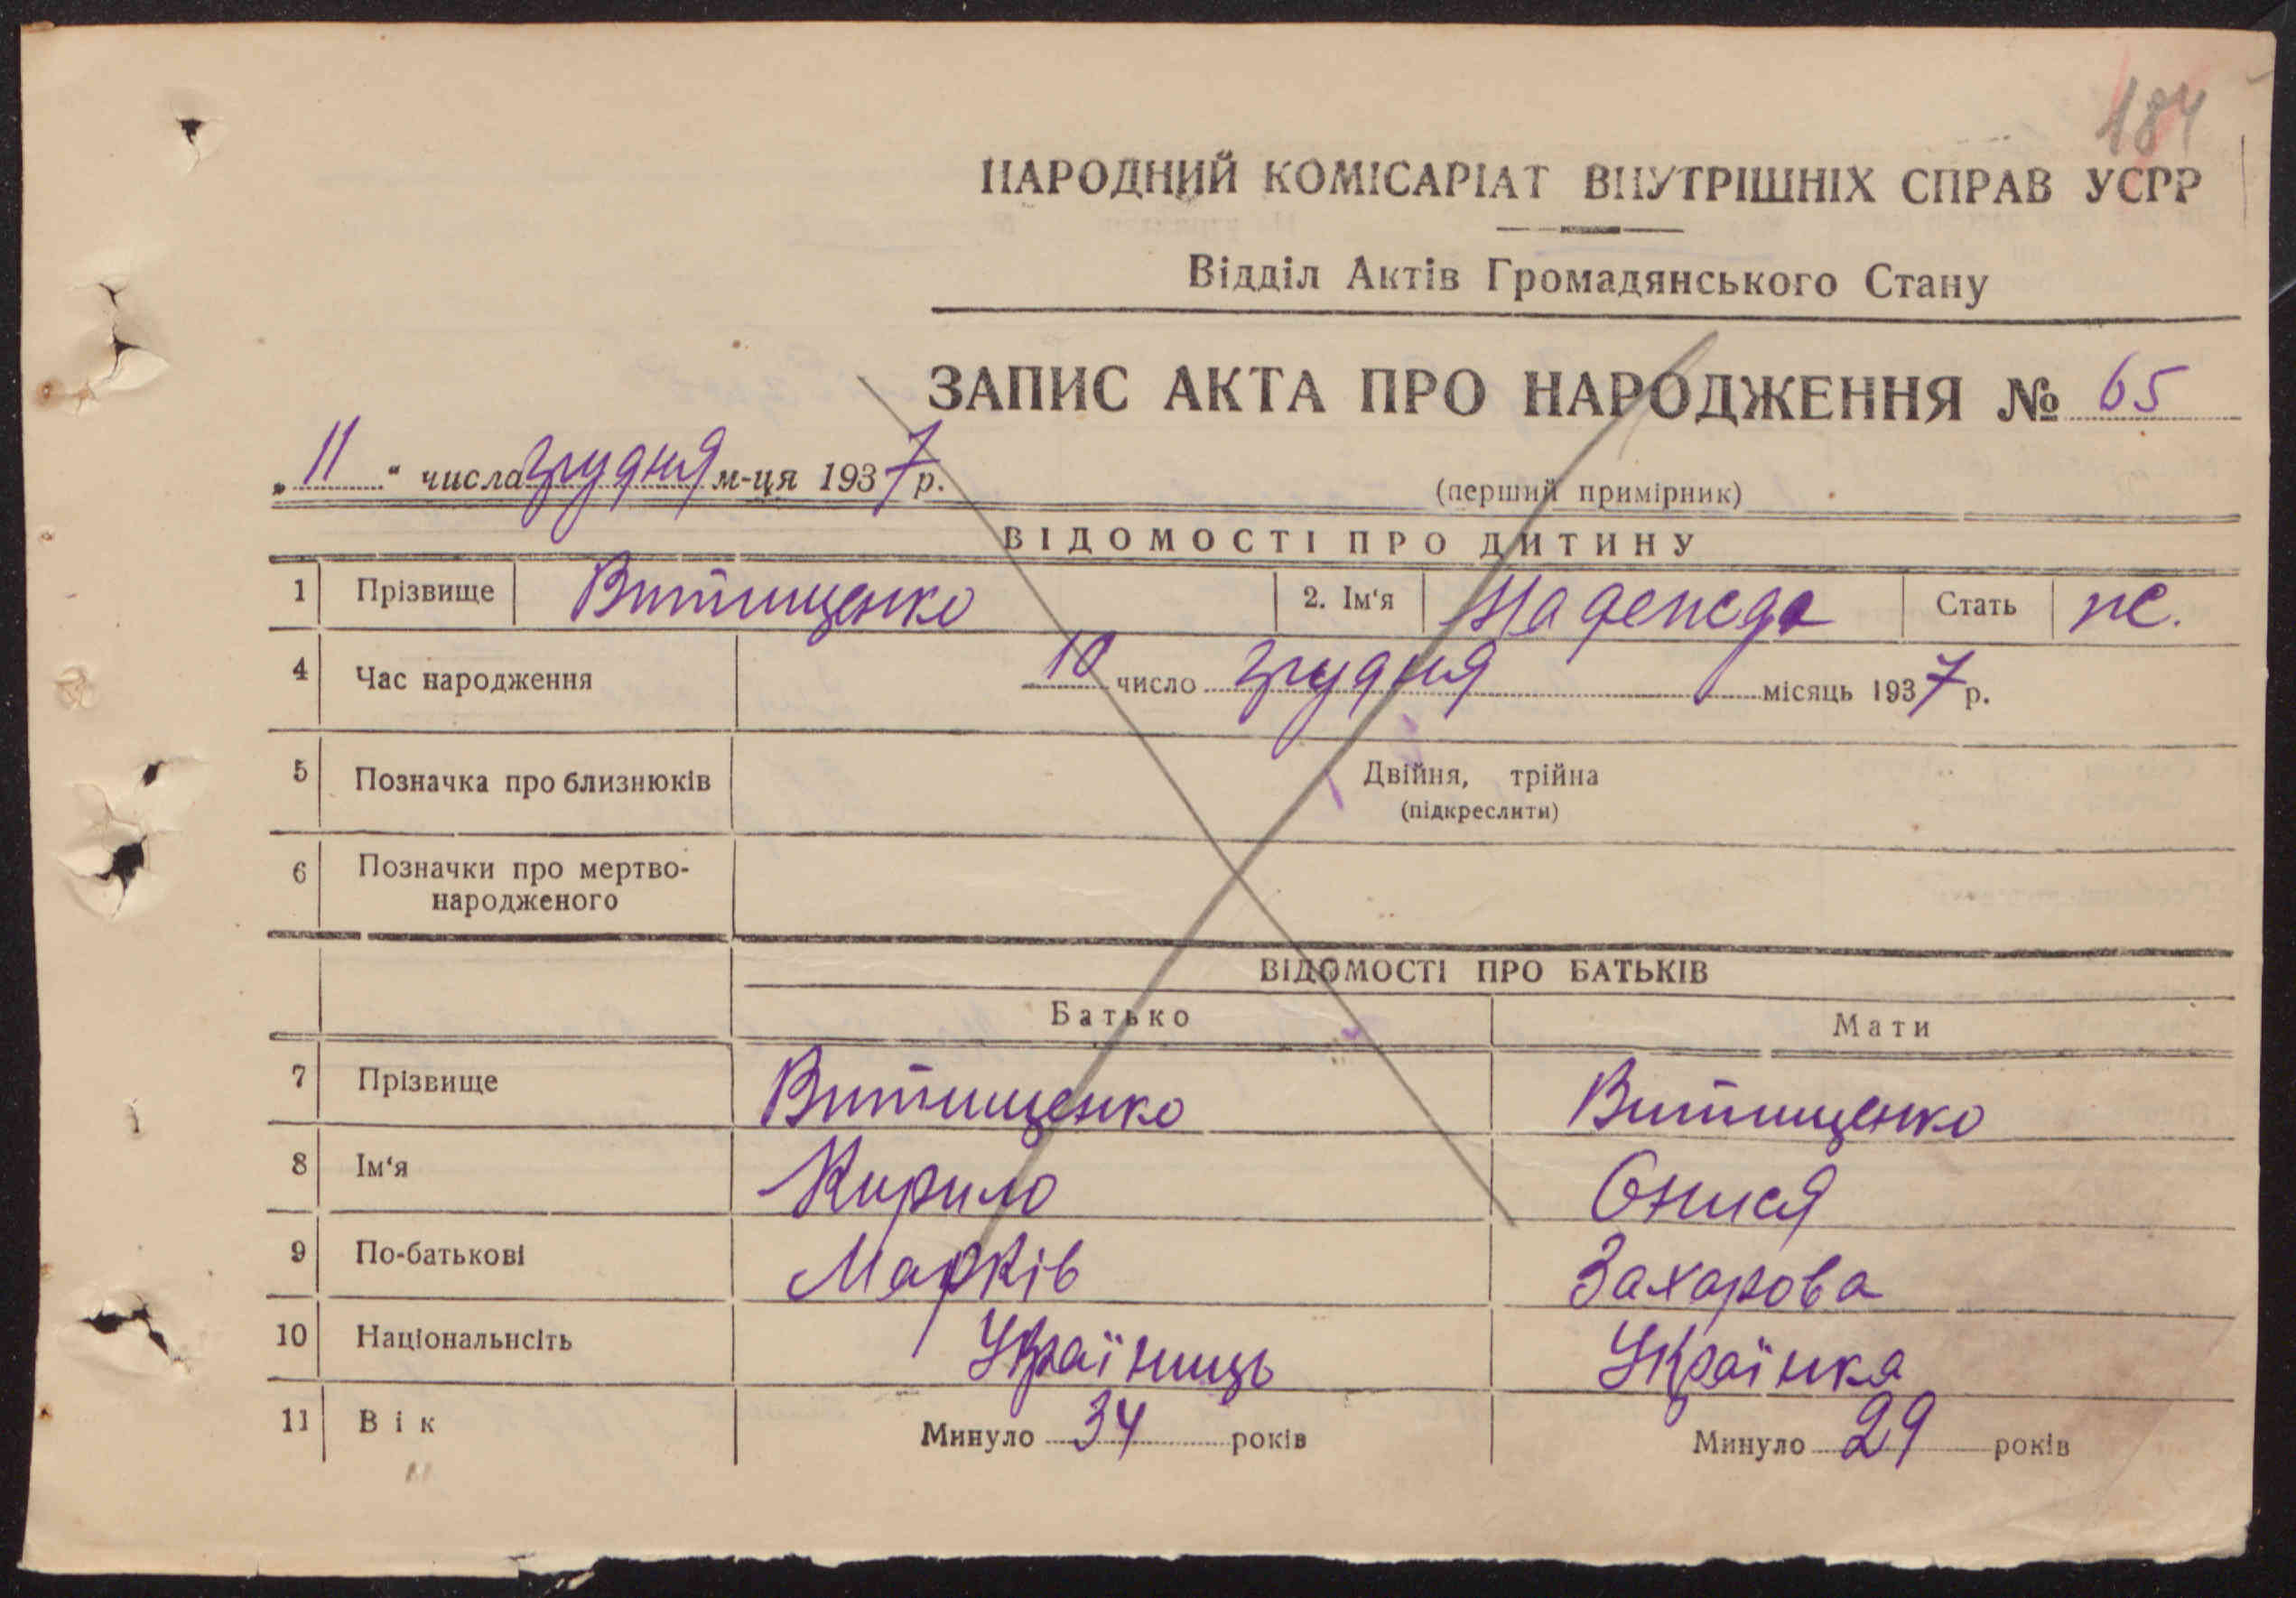 184
НАРОДНИЙ КОМІСАРІАТ ВНУТРІШНІХ СПРАВ УСРР
Відділ Актів Громадянського Стану
ЗАПИС АКТА ПРО НАРОДЖЕННЯ № 65
„11“ числа грудня м-ця 1937 р.
(перший примірник)
ВІДОМОСТІ ПРО ДИТИНУ
1 Прізвище Витищенко 2. Ім‘я Надежда Стать ж.
4 Час народження 10 число грудня місяць 1937 р.
5 Позначка про близнюків Двійня, трійна
(підкреслити)
6 Позначки про мертво-
народженого
ВІДОМОСТІ ПРО БАТЬКІВ
Батько Мати
7 Прізвище Витищенко Витищенко
8 Ім‘я Кирило Онися
9 По-батькові Марків Захарова
10 Національнсіть Україниць Українка
11 Вік Минуло 34 років Минуло 29 років